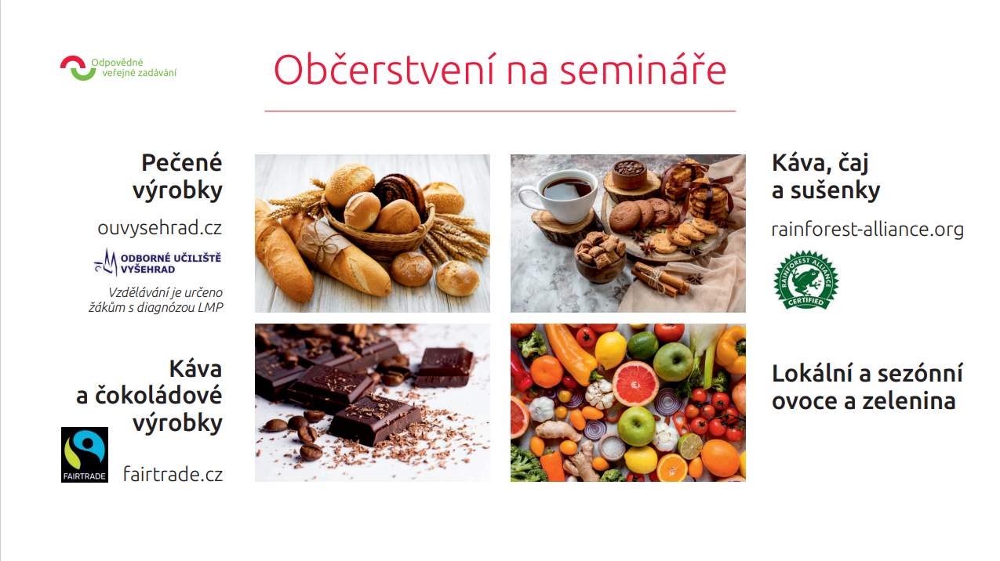 Odpovědné
veřejné zadávání
Občerstvení na semináře
Pečené
výrobky
ouvysehrad.cz
ODBORNÉ UČILIŠTĚ
VYŠEHRAD
Vzdělávání je určeno
žákům s diagnózou LMP
Káva
a čokoládové
výrobky
FAIRTRADE
fairtrade.cz
Káva, čaj
a sušenky
rainforest-alliance.org
RAINFOREST ALLIANCE
CERTIFIED
Lokální a sezónní
ovoce a zelenina